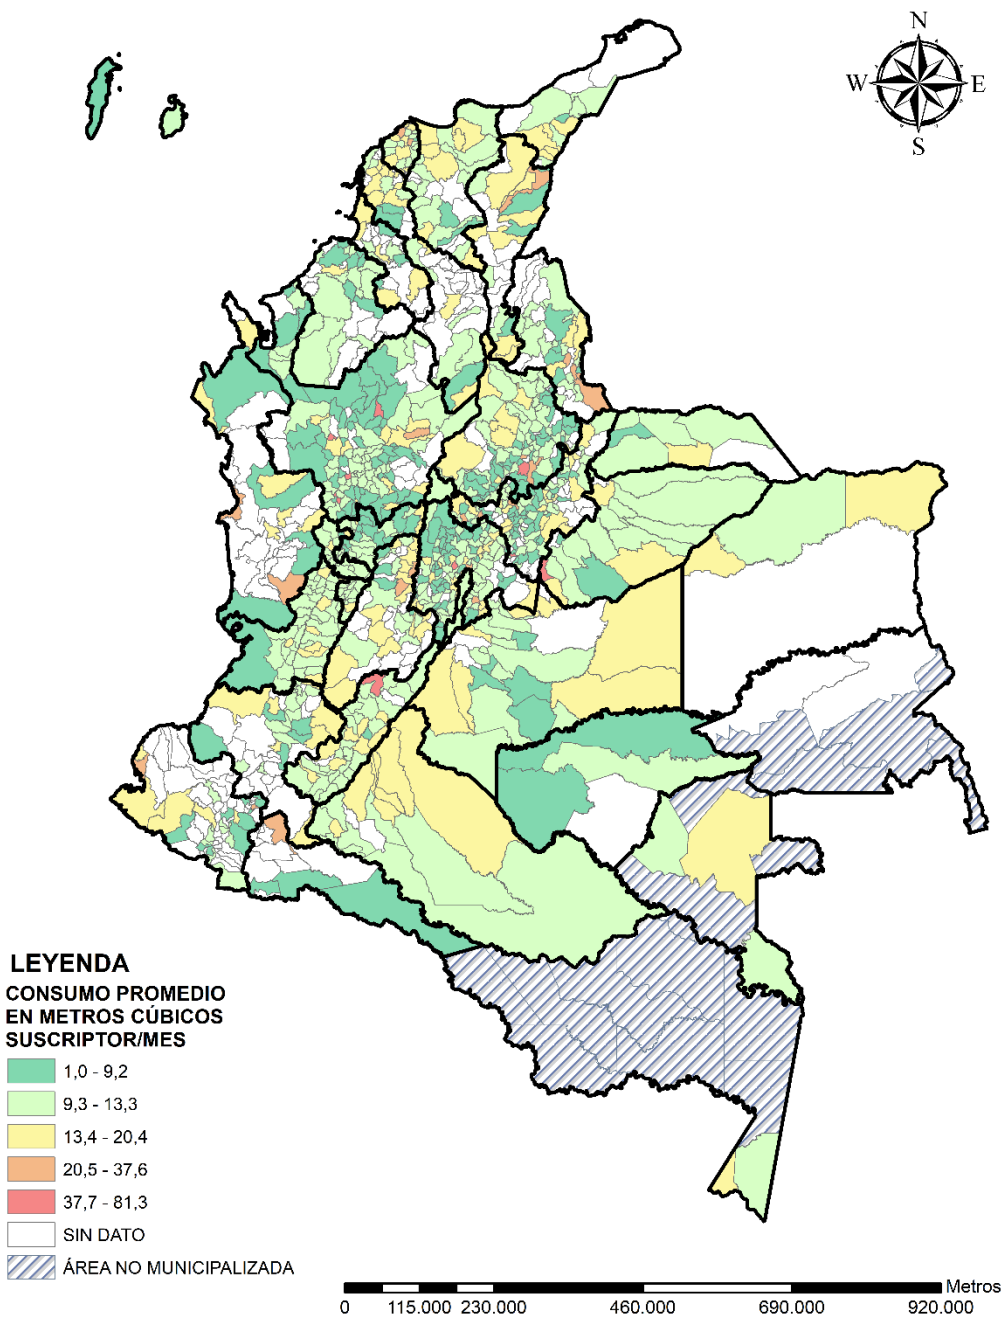 N
W
E
S
LEYENDA
CONSUMO PROMEDIO
EN METROS CÚBICOS
SUSCRIPTOR/MES
1,0 - 9,2
9,3 - 13,3
13,4 - 20,4
20,5 - 37,6
37,7 - 81,3
SIN DATO
ÁREA NO MUNICIPALIZADA
Metros
0 115.000 230.000 460.000 690.000 920.000